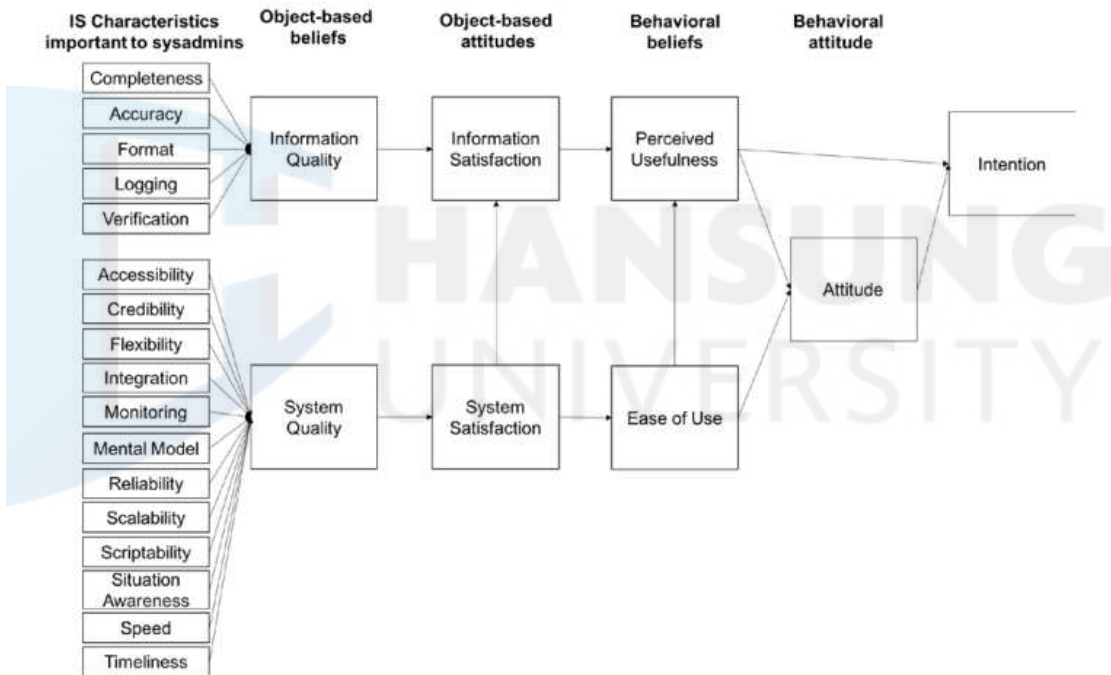 IS Characteristics
important to sysadmins
Object-based
beliefs
Object-based
attitudes
Behavioral
beliefs
Behavioral
attitude
Completeness
Accuracy
Format
Logging
Verification
Information
Quality
Information
Satisfaction
Perceived
Usefulness
Intention
Attitude
Accessibility
Credibility
Flexibility
Integration
Monitoring
Mental Model
Reliability
Scalability
Scriptability
Situation
Awareness
Speed
Timeliness
System
Quality
System
Satisfaction
Ease of Use
HANSUNG
UNIVERSITY